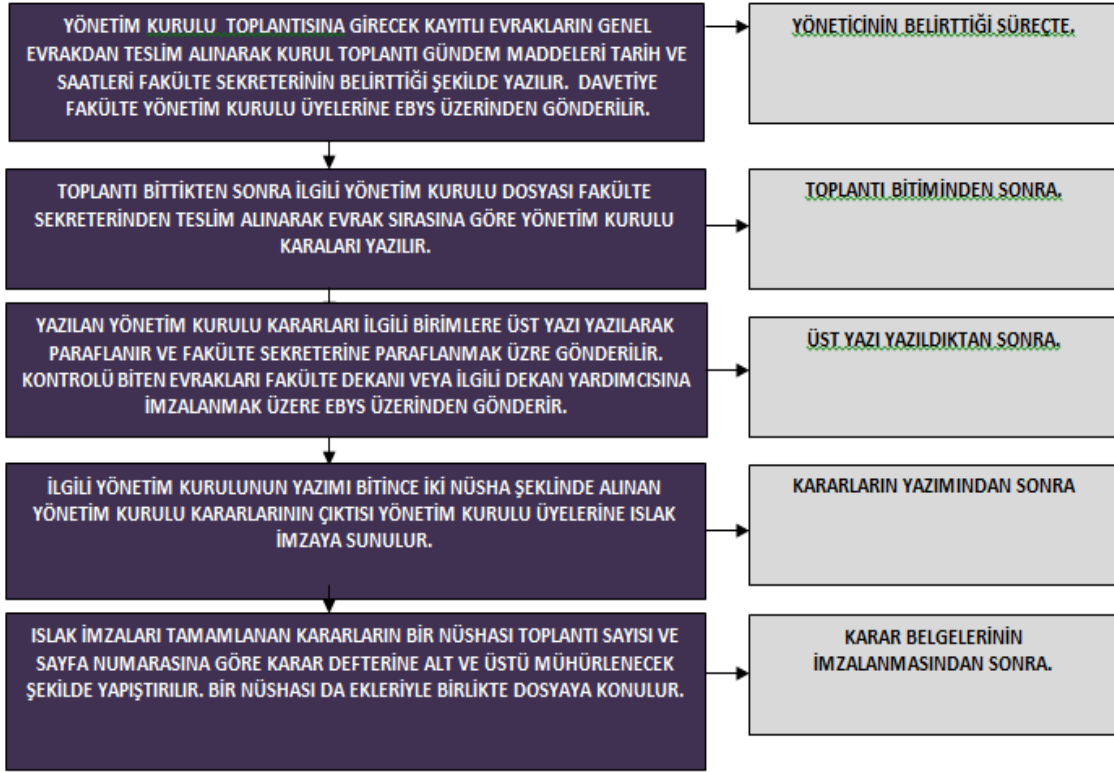 YÖNETİM KURULU TOPLANTISINA GİRECEK KAYITLI EVRAKLARIN GENEL
EVRAKDAN TESLİM ALINARAK KURUL TOPLANTI GÜNDEM MADDELERİ TARİH VE
SAATLERİ FAKÜLTE SEKRETERİNİN BELİRTTİĞİ ŞEKİLDE YAZILIR. DAVETİYE
FAKÜLTE YÖNETİM KURULU ÜYELERİNE EBYS ÜZERİNDEN GÖNDERİLİR.
YÖNETİCİNİN BELİRTTİĞİ SÜREÇTE.
TOPLANTI BİTTİKTEN SONRA İLGİLİ YÖNETİM KURULU DOSYASI FAKÜLTE
SEKRETERİNDEN TESLİM ALINARAK EVRAK SIRASINA GÖRE YÖNETİM KURULU
KARALARI YAZILIR.
TOPLANTI BİTİMİNDEN SONRA.
YAZILAN YÖNETİM KURULU KARARLARI İLGİLİ BİRİMLERE ÜST YAZI YAZILARAK
PARAFLANIR VE FAKÜLTE SEKRETERİNE PARAFLANMAK ÜZRE GÖNDERİLİR.
KONTROLÜ BİTEN EVRAKLARI FAKÜLTE DEKANI VEYA İLGİLİ DEKAN YARDIMCISINA
İMZALANMAK ÜZERE EBYS ÜZERİNDEN GÖNDERİR.
ÜST YAZI YAZILDIKTAN SONRA.
İLGİLİ YÖNETİM KURULUNUN YAZIMI BİTİNCE İKİ NÜSHA ŞEKLİNDE ALINAN
YÖNETİM KURULU KARARLARININ ÇIKTISI YÖNETİM KURULU ÜYELERİNE ISLAK
İMZAYA SUNULUR.
KARARLARIN YAZIMINDAN SONRA
ISLAK İMZALARI TAMAMLANAN KARARLARIN BİR NÜSHASI TOPLANTI SAYISI VE
SAYFA NUMARASINA GÖRE KARAR DEFTERİNE ALT VE ÜSTÜ MÜHÜRLENECEK
ŞEKİLDE YAPIŞTIRILIR. BİR NÜSHASI DA EKLERİYLE BİRLİKTE DOSYAYA KONULUR.
KARAR BELGELERİNİN
İMZALANMASINDAN SONRA.